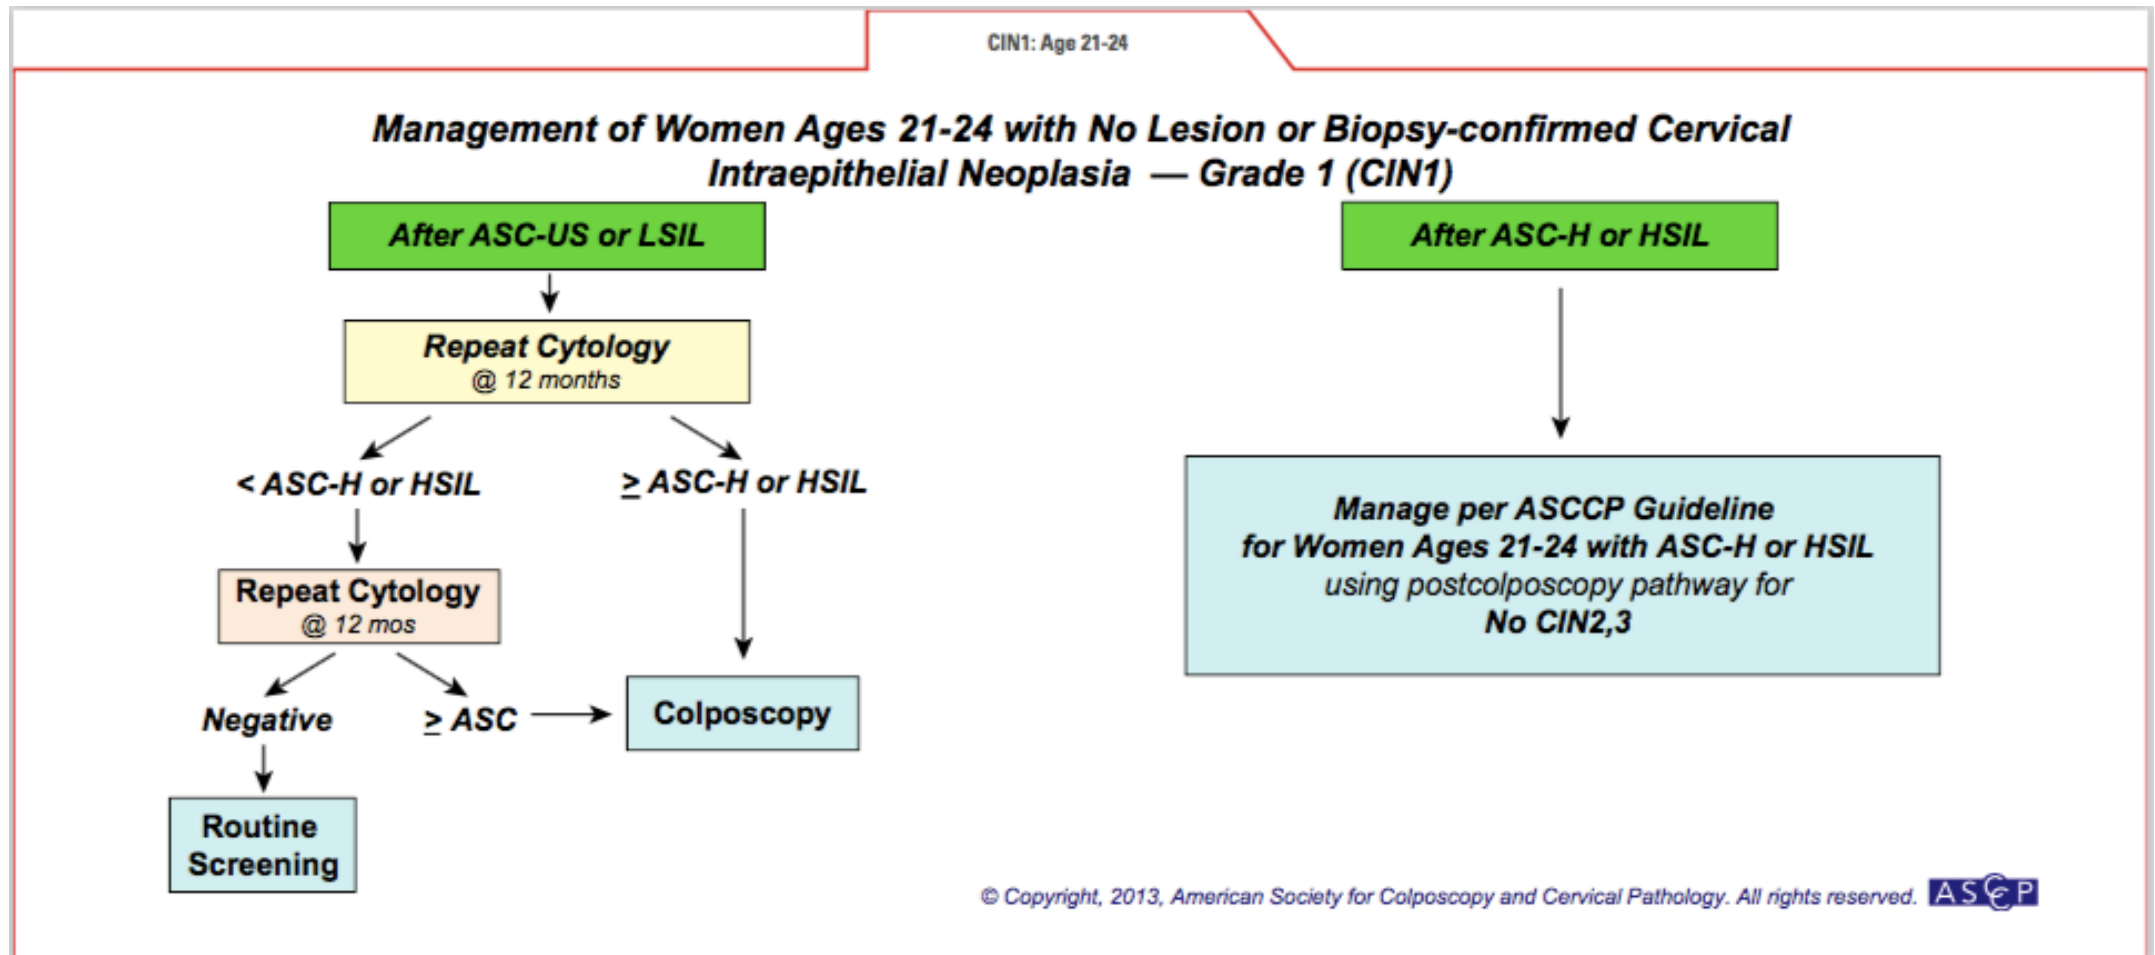 CIN1: Age 21-24
Management of Women Ages 21-24 with No Lesion or Biopsy-confirmed Cervical
Intraepithelial Neoplasia — Grade 1 (CIN1)
After ASC-US or LSIL
After ASC-H or HSIL
Repeat Cytology
@ 12 months
< ASC-H or HSIL
≥ ASC-H or HSIL
Manage per ASCCP Guideline
for Women Ages 21-24 with ASC-H or HSIL
using postcolposcopy pathway for
No CIN2,3
Repeat Cytology
@ 12 mos
Negative
≥ ASC
Colposcopy
Routine
Screening
© Copyright, 2013, American Society for Colposcopy and Cervical Pathology. All rights reserved.
ASCCP